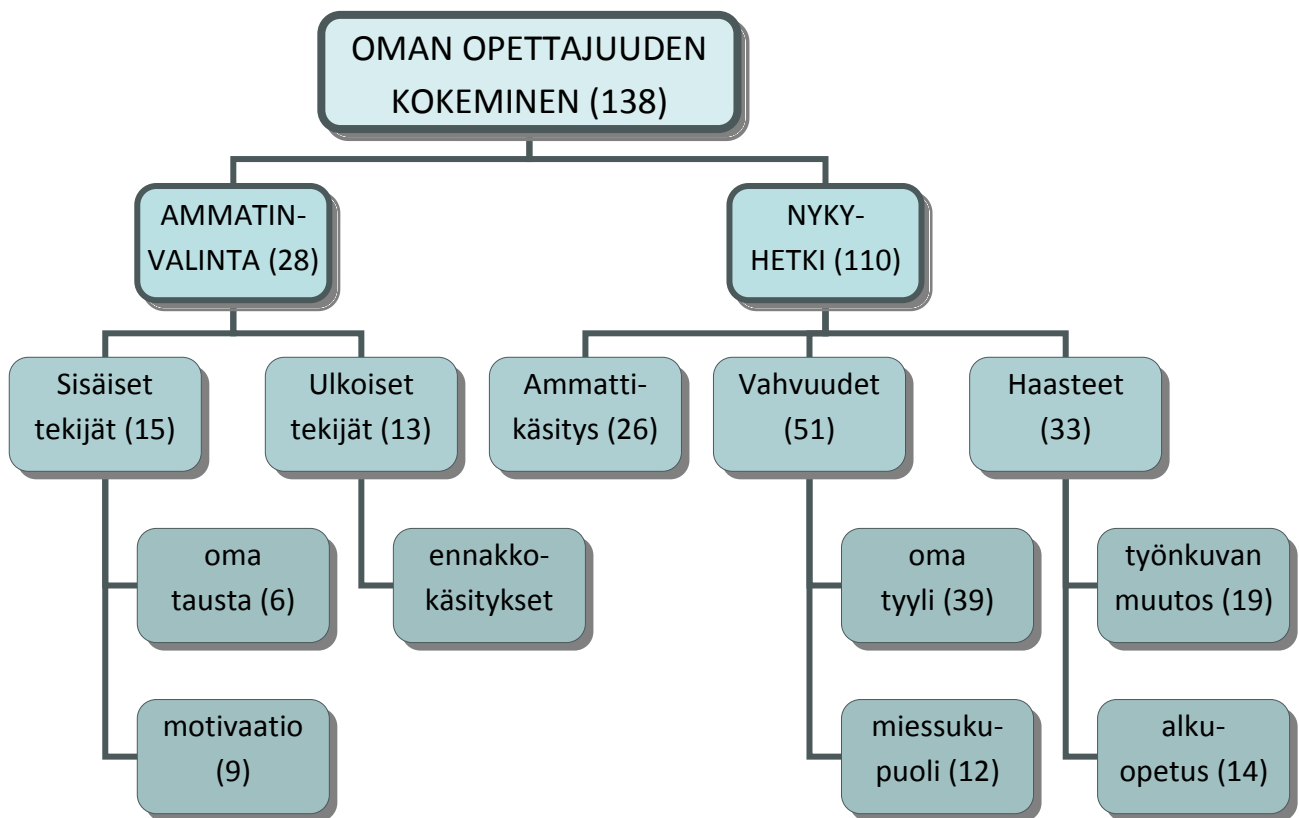 OMAN OPETTAJUUDEN
KOKEMINEN (138)
AMMATIN-
VALINTA (28)
NYKY-
HETKI (110)
Sisäiset
tekijät (15)
Ulkoiset
tekijät (13)
Ammatti-
käsitys (26)
Vahvuudet
(51)
Haasteet
(33)
oma
tausta (6)
ennakko-
käsitykset
oma
tyyli (39)
työnkuvan
muutos (19)
motivaatio
(9)
miessuku-
puoli (12)
alku-
opetus (14)